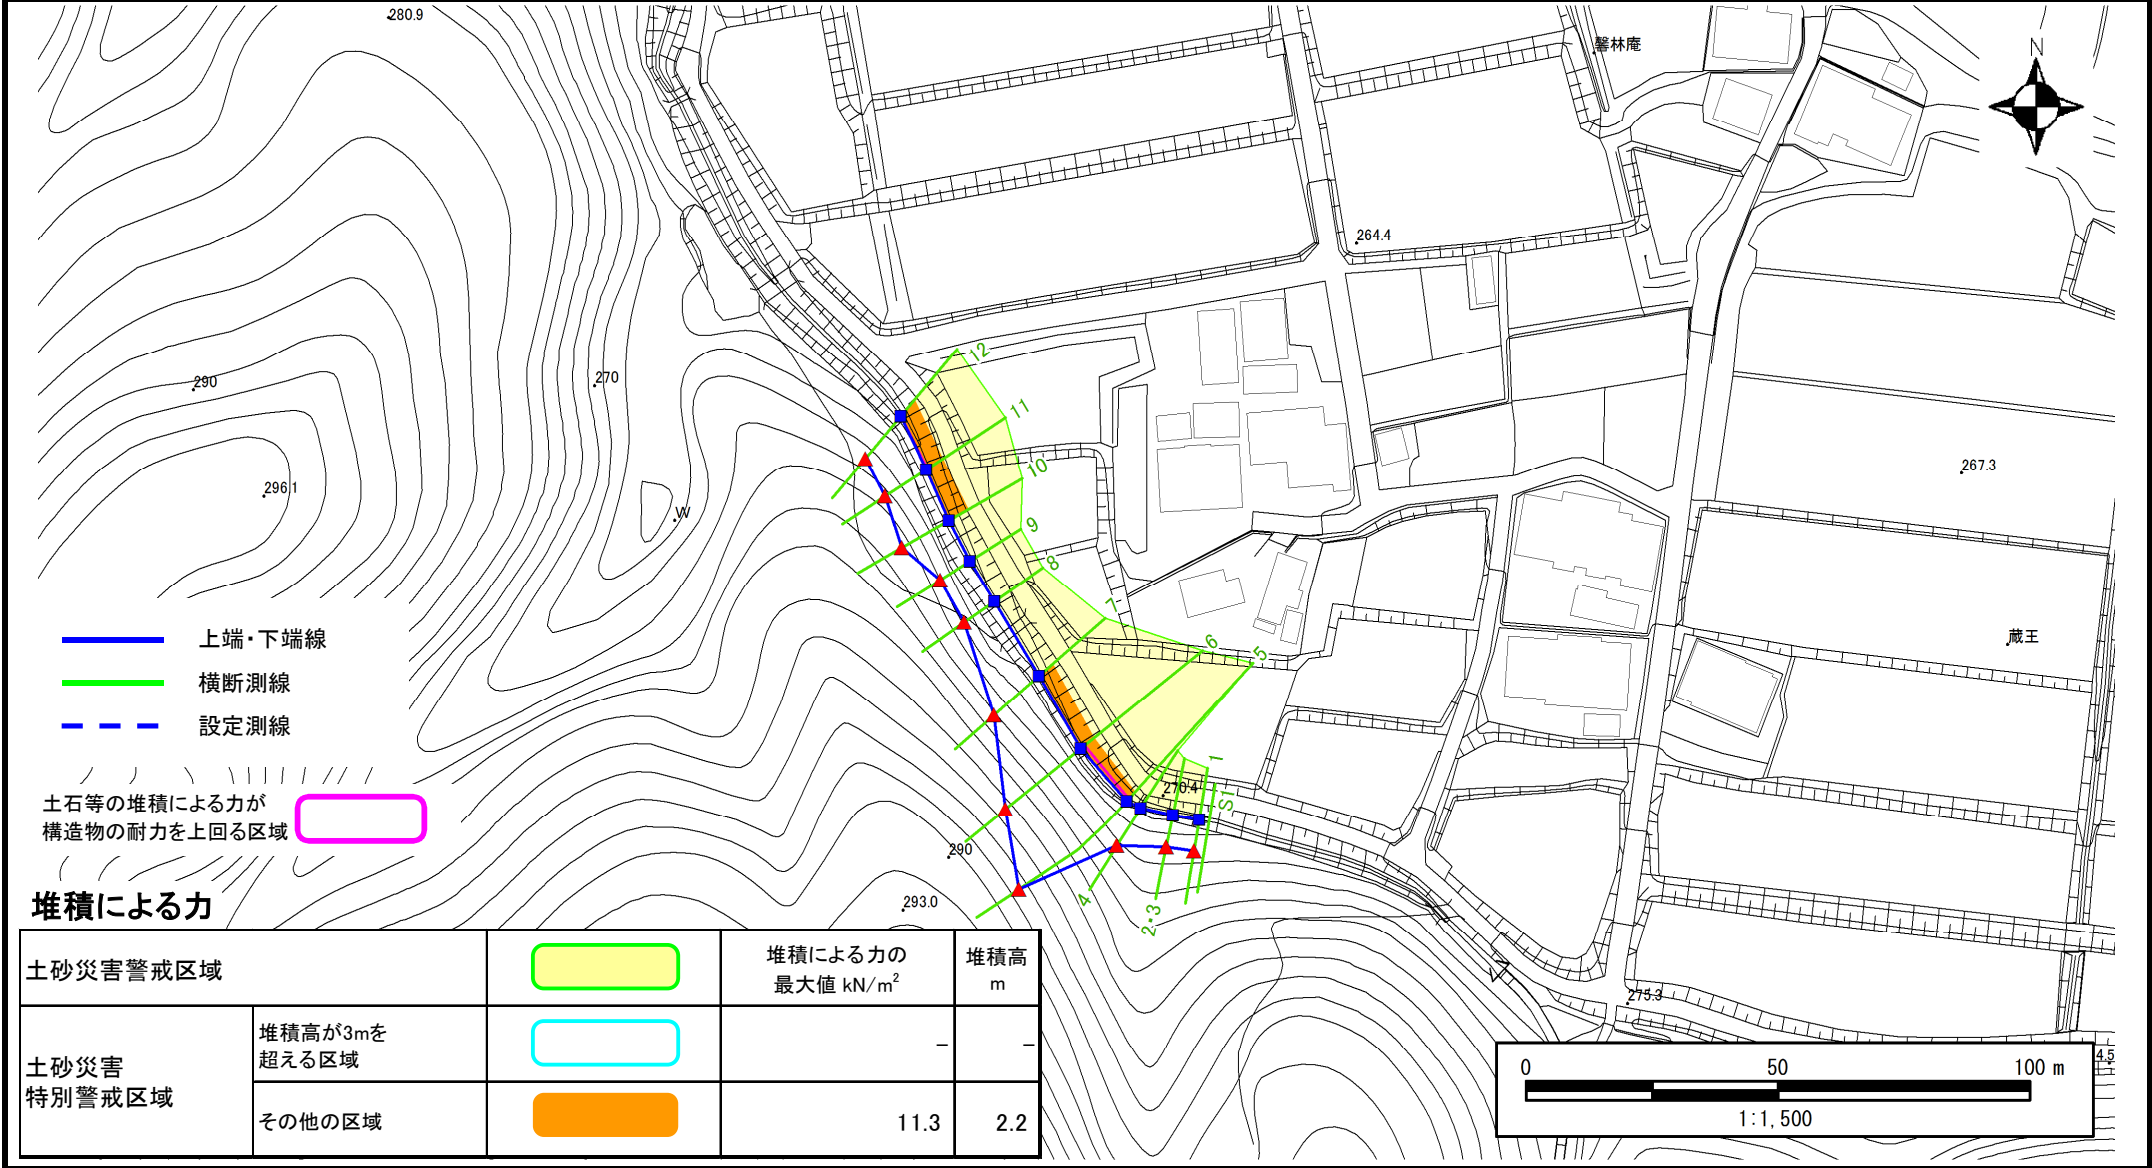 280.9
馨林庵
N
264.4
12
290
270
11
267.3
10
296.1
W
9
8
7
蔵王
上端・下端線
6
5
横断測線
設定測線
1
270.4
S1
土石等の堆積による力が
構造物の耐力を上回る区域
290
4
2・3
293.0
堆積による力
土砂災害警戒区域
堆積による力の
最大値 kN/m²
堆積高
m
275.3
土砂災害
特別警戒区域
堆積高が3mを
超える区域
-
-
その他の区域
11.3
2.2
0
50
100 m
1:1,500
4.5